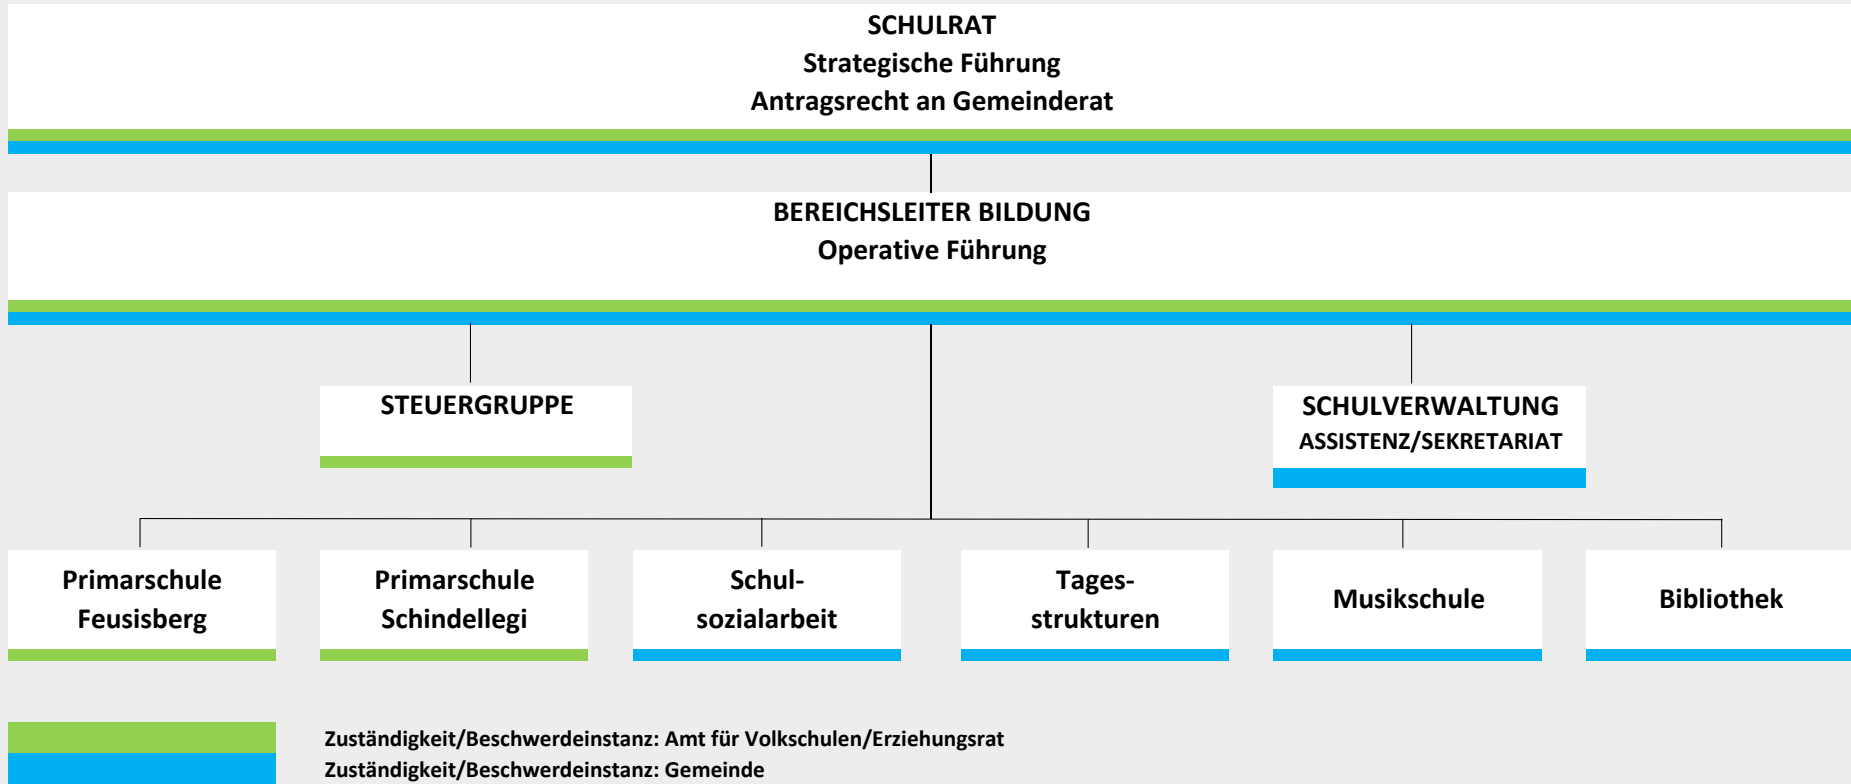 SCHULRAT
Strategische Führung
Antragsrecht an Gemeinderat
BEREICHSLEITER BILDUNG
Operative Führung
STEUERGRUPPE
SCHULVERWALTUNG
ASSISTENZ/SEKRETARIAT
Primarschule
Feusisberg
Primarschule
Schindellegi
Schul-
sozialarbeit
Tages-
strukturen
Musikschule
Bibliothek
Zuständigkeit/Beschwerdeinstanz: Amt für Volkschulen/Erziehungsrat
Zuständigkeit/Beschwerdeinstanz: Gemeinde